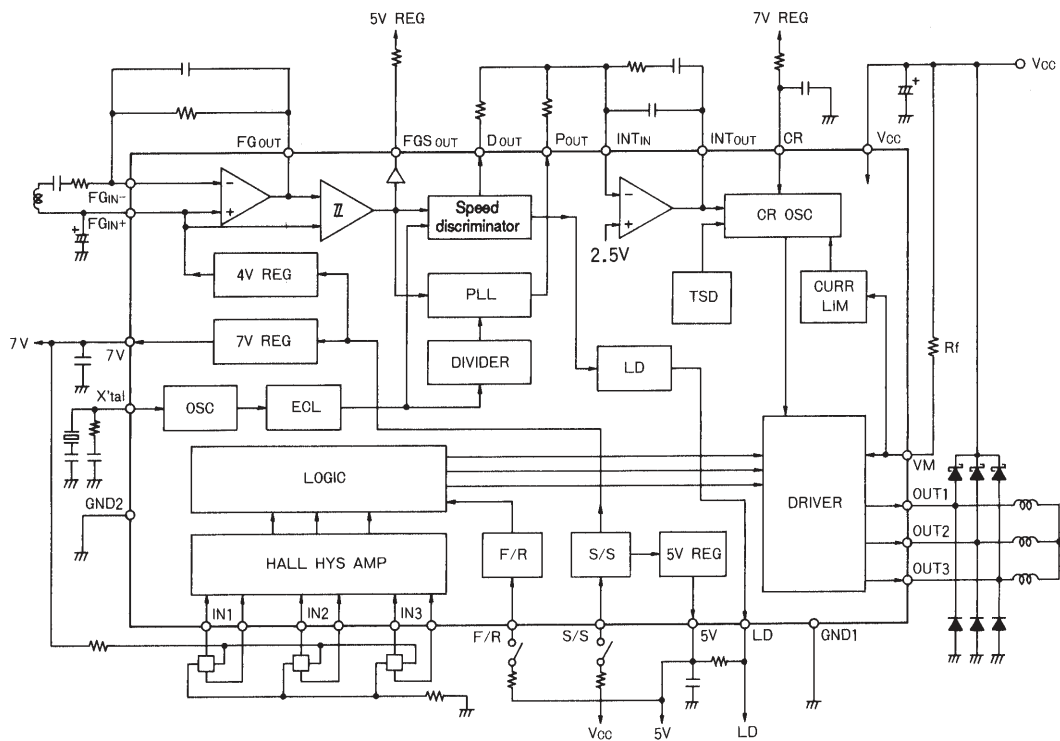 5V REG
7V REG
VCC
FGOUT
FGSOUT
DOUT
POUT
INTIN
INTOUT
CR
VCC
FGIN−
FGIN+
−
+
Speed
discriminator
−
+
2.5V
CR OSC
4V REG
PLL
TSD
CURR
LiM
7V
7V
7V REG
DIVIDER
LD
Rf
X'tal
OSC
ECL
VM
LOGIC
DRIVER
OUT1
GND2
OUT2
F/R
S/S
5V REG
HALL HYS AMP
OUT3
IN1
IN2
IN3
F/R
S/S
5V
LD
GND1
VCC
5V
LD
+
+